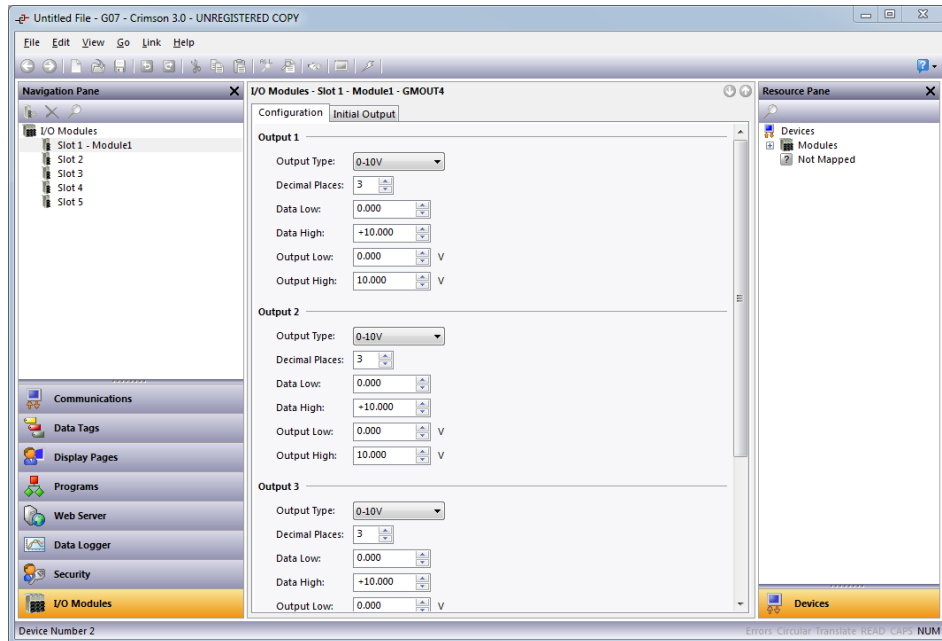 Untitled File - G07 - Crimson 3.0 - UNREGISTERED COPY
File Edit View Go Link Help
Navigation Pane
I/O Modules
Slot 1 - Module1
Slot 2
Slot 3
Slot 4
Slot 5
Communications
Data Tags
Display Pages
Programs
Web Server
Data Logger
Security
I/O Modules
I/O Modules - Slot 1 - Module1 - GMOUT4
Configuration Initial Output
Output 1
Output Type: 0-10V
Decimal Places: 3
Data Low: 0.000
Data High: +10.000
Output Low: 0.000 V
Output High: 10.000 V
Output 2
Output Type: 0-10V
Decimal Places: 3
Data Low: 0.000
Data High: +10.000
Output Low: 0.000 V
Output High: 10.000 V
Output 3
Output Type: 0-10V
Decimal Places: 3
Data Low: 0.000
Data High: +10.000
Output Low: 0.000 V
Resource Pane
Devices
Modules
? Not Mapped
Devices
Device Number 2
Errors Circular Translate READ CAPS NUM